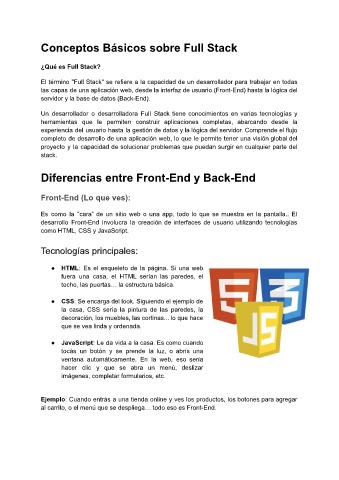 Conceptos Básicos sobre Full Stack
¿Qué es Full Stack?
El término "Full Stack" se refiere a la capacidad de un desarrollador para trabajar en todas
las capas de una aplicación web, desde la interfaz de usuario (Front-End) hasta la lógica del
servidor y la base de datos (Back-End).
Un desarrollador o desarrolladora Full Stack tiene conocimientos en varias tecnologías y
herramientas que le permiten construir aplicaciones completas, abarcando desde la
experiencia del usuario hasta la gestión de datos y la lógica del servidor. Comprende el flujo
completo de desarrollo de una aplicación web, lo que le permite tener una visión global del
proyecto y la capacidad de solucionar problemas que puedan surgir en cualquier parte del
stack.
Diferencias entre Front-End y Back-End
Front-End (Lo que ves):
Es como la "cara" de un sitio web o una app, todo lo que se muestra en la pantalla.. El
desarrollo Front-End involucra la creación de interfaces de usuario utilizando tecnologías
como HTML, CSS y JavaScript.
Tecnologías principales:
● HTML: Es el esqueleto de la página. Si una web
fuera una casa, el HTML serían las paredes, el
techo, las puertas… la estructura básica.
● CSS: Se encarga del look. Siguiendo el ejemplo de
la casa, CSS sería la pintura de las paredes, la
decoración, los muebles, las cortinas... lo que hace
que se vea linda y ordenada.
● JavaScript: Le da vida a la casa. Es como cuando
tocás un botón y se prende la luz, o abrís una
ventana automáticamente. En la web, eso sería
hacer clic y que se abra un menú, deslizar
imágenes, completar formularios, etc.
5 3
JS
Ejemplo: Cuando entrás a una tienda online y ves los productos, los botones para agregar
al carrito, o el menú que se despliega… todo eso es Front-End.